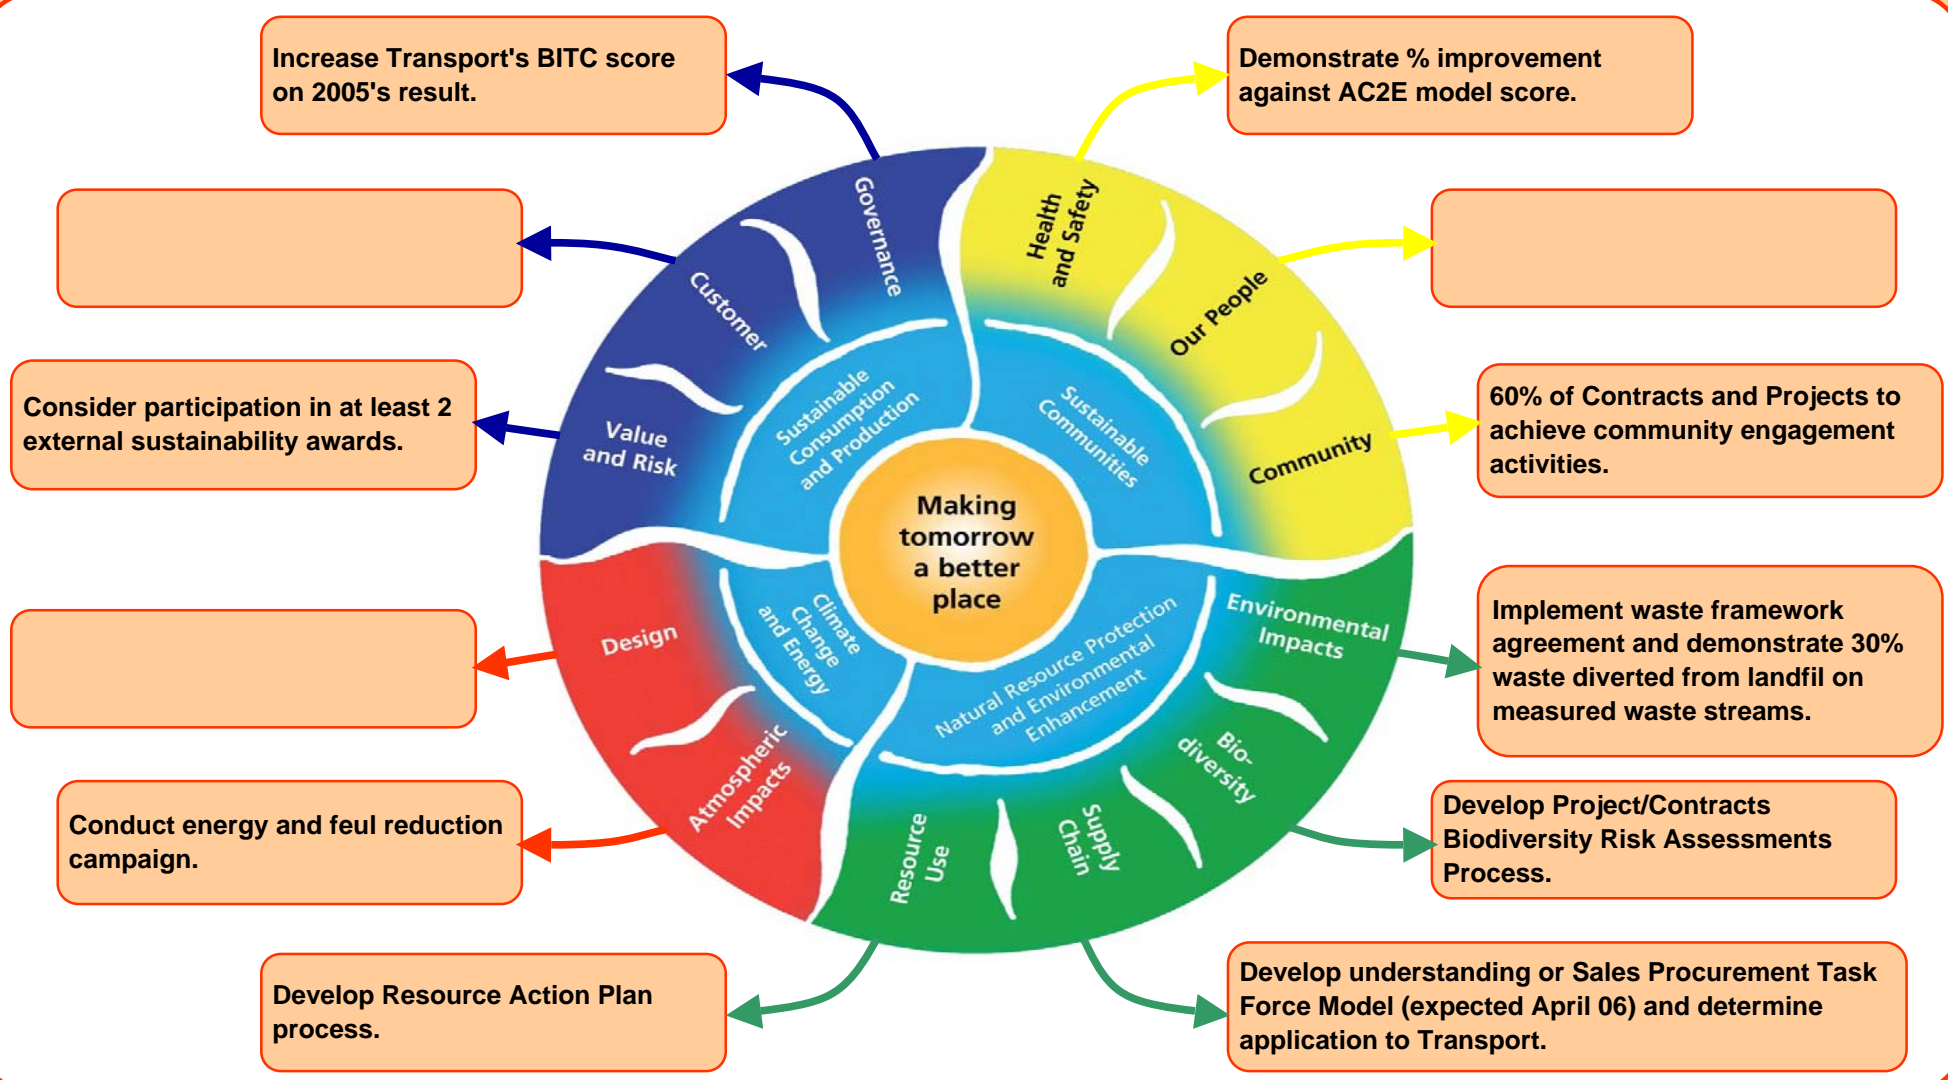 Increase Transport's BITC score
on 2005's result.
Demonstrate % improvement
against AC2E model score.
Consider participation in at least 2
external sustainability awards.
60% of Contracts and Projects to
achieve community engagement
activities.
Implement waste framework
agreement and demonstrate 30%
waste diverted from landfil on
measured waste streams.
Conduct energy and feul reduction
campaign.
Develop Project/Contracts
Biodiversity Risk Assessments
Process.
Develop Resource Action Plan
process.
Develop understanding or Sales Procurement Task
Force Model (expected April 06) and determine
application to Transport.
Governance
Customer
Value
and Risk
Health
and Safety
Our People
Community
Sustainable
Consumption
and Production
Sustainable
Communities
Making
tomorrow
a better
place
Design
Atmospheric
Impacts
Climate
Change
and Energy
Natural Resource Protection
and Environmental
Enhancement
Environmental
Impacts
Bio-
diversity
Supply
Chain
Resource
Use